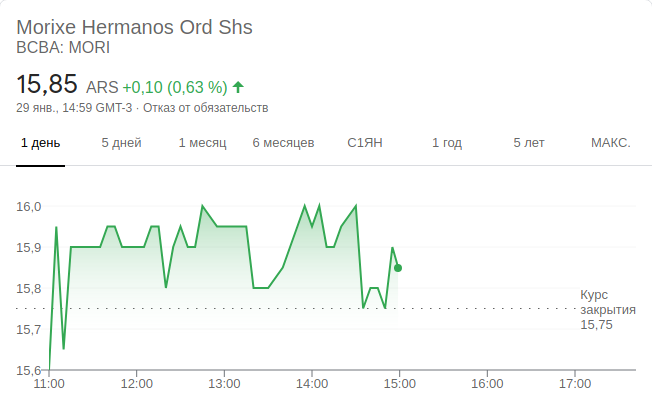 Morixe Hermanos Ord Shs
BCBA: MORI
15,85 ARS +0,10 (0,63 %)
29 янв., 14:59 GMT-3 · Отказ от обязательств
1 день 5 дней 1 месяц 6 месяцев С1ЯН 1 год 5 лет МАКС.
16,0
15,9
15,8
15,7
15,6
Курс
закрытия
15,75
11:00 12:00 13:00 14:00 15:00 16:00 17:00